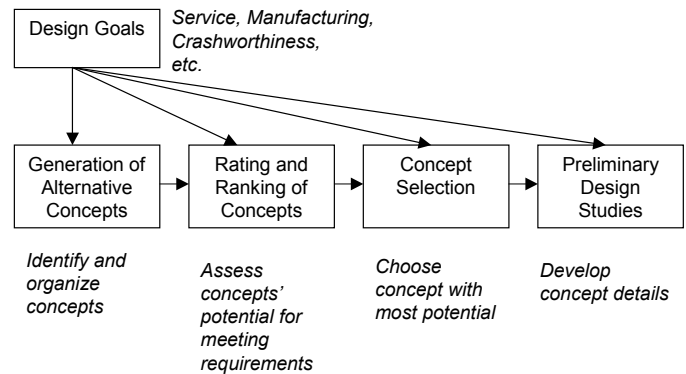 Design Goals
Service, Manufacturing,
Crashworthiness,
etc.
Generation of
Alternative
Concepts
Rating and
Ranking of
Concepts
Concept
Selection
Preliminary
Design
Studies
Identify and
organize
concepts
Assess
concepts’
potential for
meeting
requirements
Choose
concept with
most potential
Develop
concept details